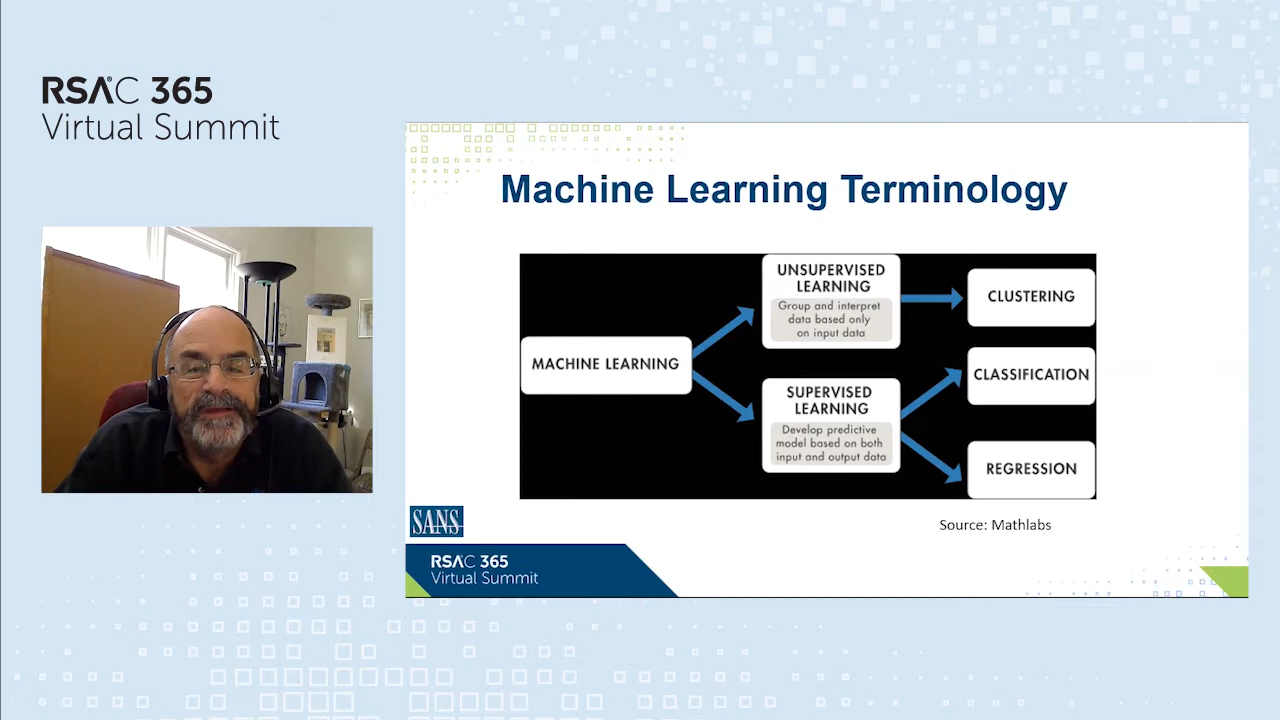 RSAC 365
Virtual Summit
Machine Learning Terminology
MACHINE LEARNING
UNSUPERVISED
LEARNING
Group and interpret
data based only
on input data
SUPERVISED
LEARNING
Develop predictive
model based on both
input and output data
CLUSTERING
CLASSIFICATION
REGRESSION
Source: Mathlabs
SANS
RSAC 365
Virtual Summit